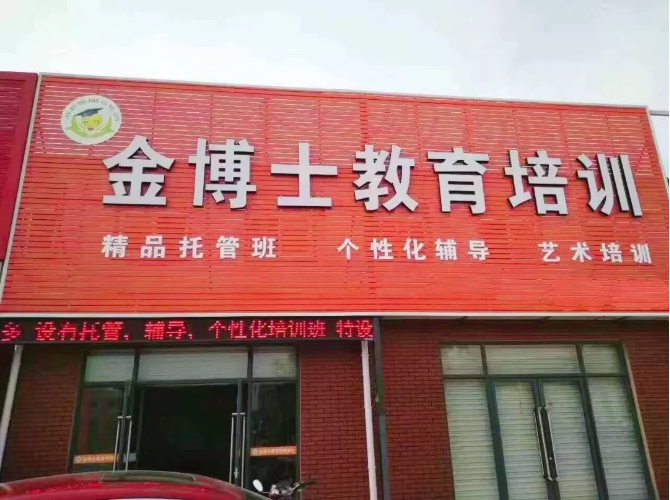 金博士教育培训
精品托管班 个性化辅导 艺术培训
多 设有托管，辅导，个性化培训班 特设